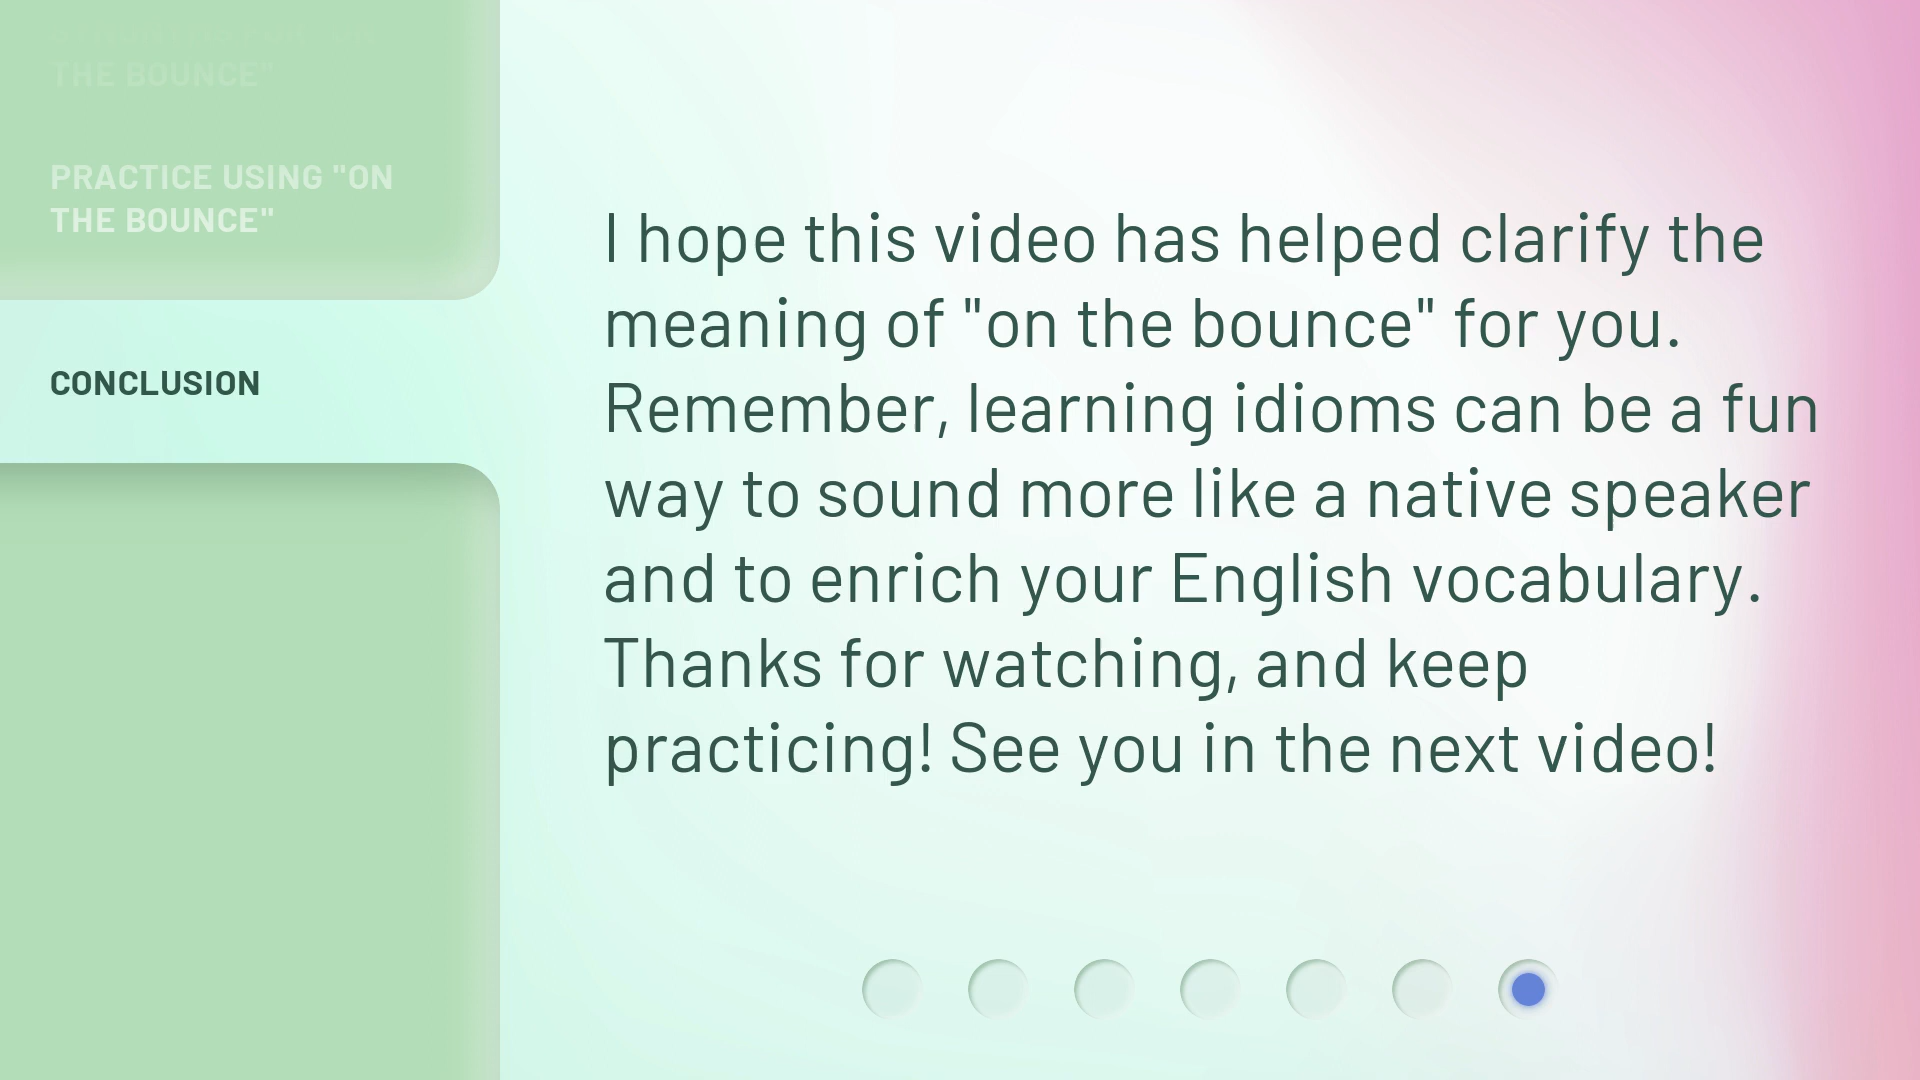 THE BOUNCE"
PRACTICE USING "ON
THE BOUNCE"
CONCLUSION
I hope this video has helped clarify the
meaning of "on the bounce" for you.
Remember, learning idioms can be a fun
way to sound more like a native speaker
and to enrich your English vocabulary.
Thanks for watching, and keep
practicing! See you in the next video!